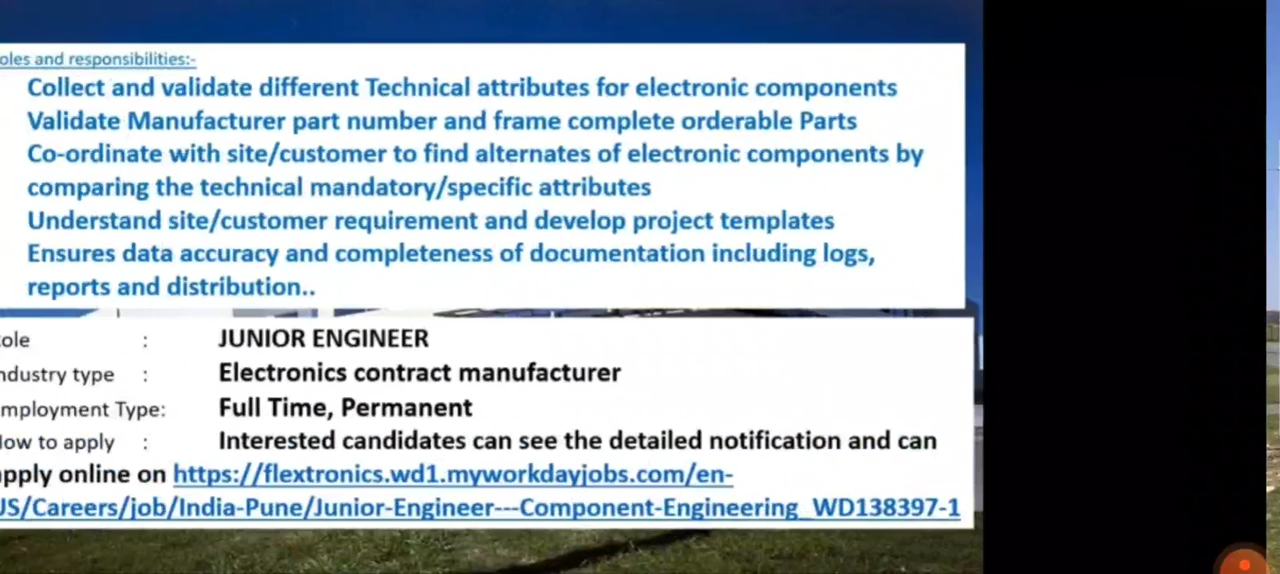 oles and responsibilities:-
Collect and validate different Technical attributes for electronic components
Validate Manufacturer part number and frame complete orderable Parts
Co-ordinate with site/customer to find alternates of electronic components by
comparing the technical mandatory/specific attributes
Understand site/customer requirement and develop project templates
Ensures data accuracy and completeness of documentation including logs,
reports and distribution..
ole : JUNIOR ENGINEER
ndustry type : Electronics contract manufacturer
mployment Type: Full Time, Permanent
How to apply : Interested candidates can see the detailed notification and can
apply online on https://flextronics.wd1.myworkdayjobs.com/en-
US/Careers/job/India-Pune/Junior-Engineer---Component-Engineering_WD138397-1